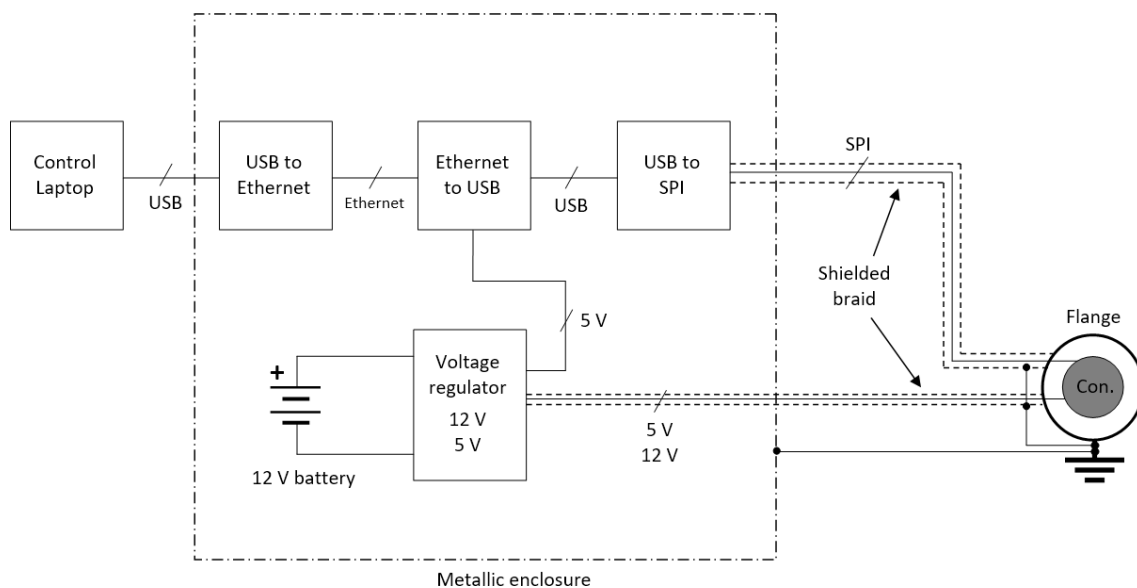 Control
Laptop
USB
USB to
Ethernet
Ethernet
Ethernet
to USB
USB
USB to
SPI
SPI
Shielded
braid
Flange
Con.
5 V
Voltage
regulator
12 V
5 V
+
12 V battery
5 V
12 V
Metallic enclosure